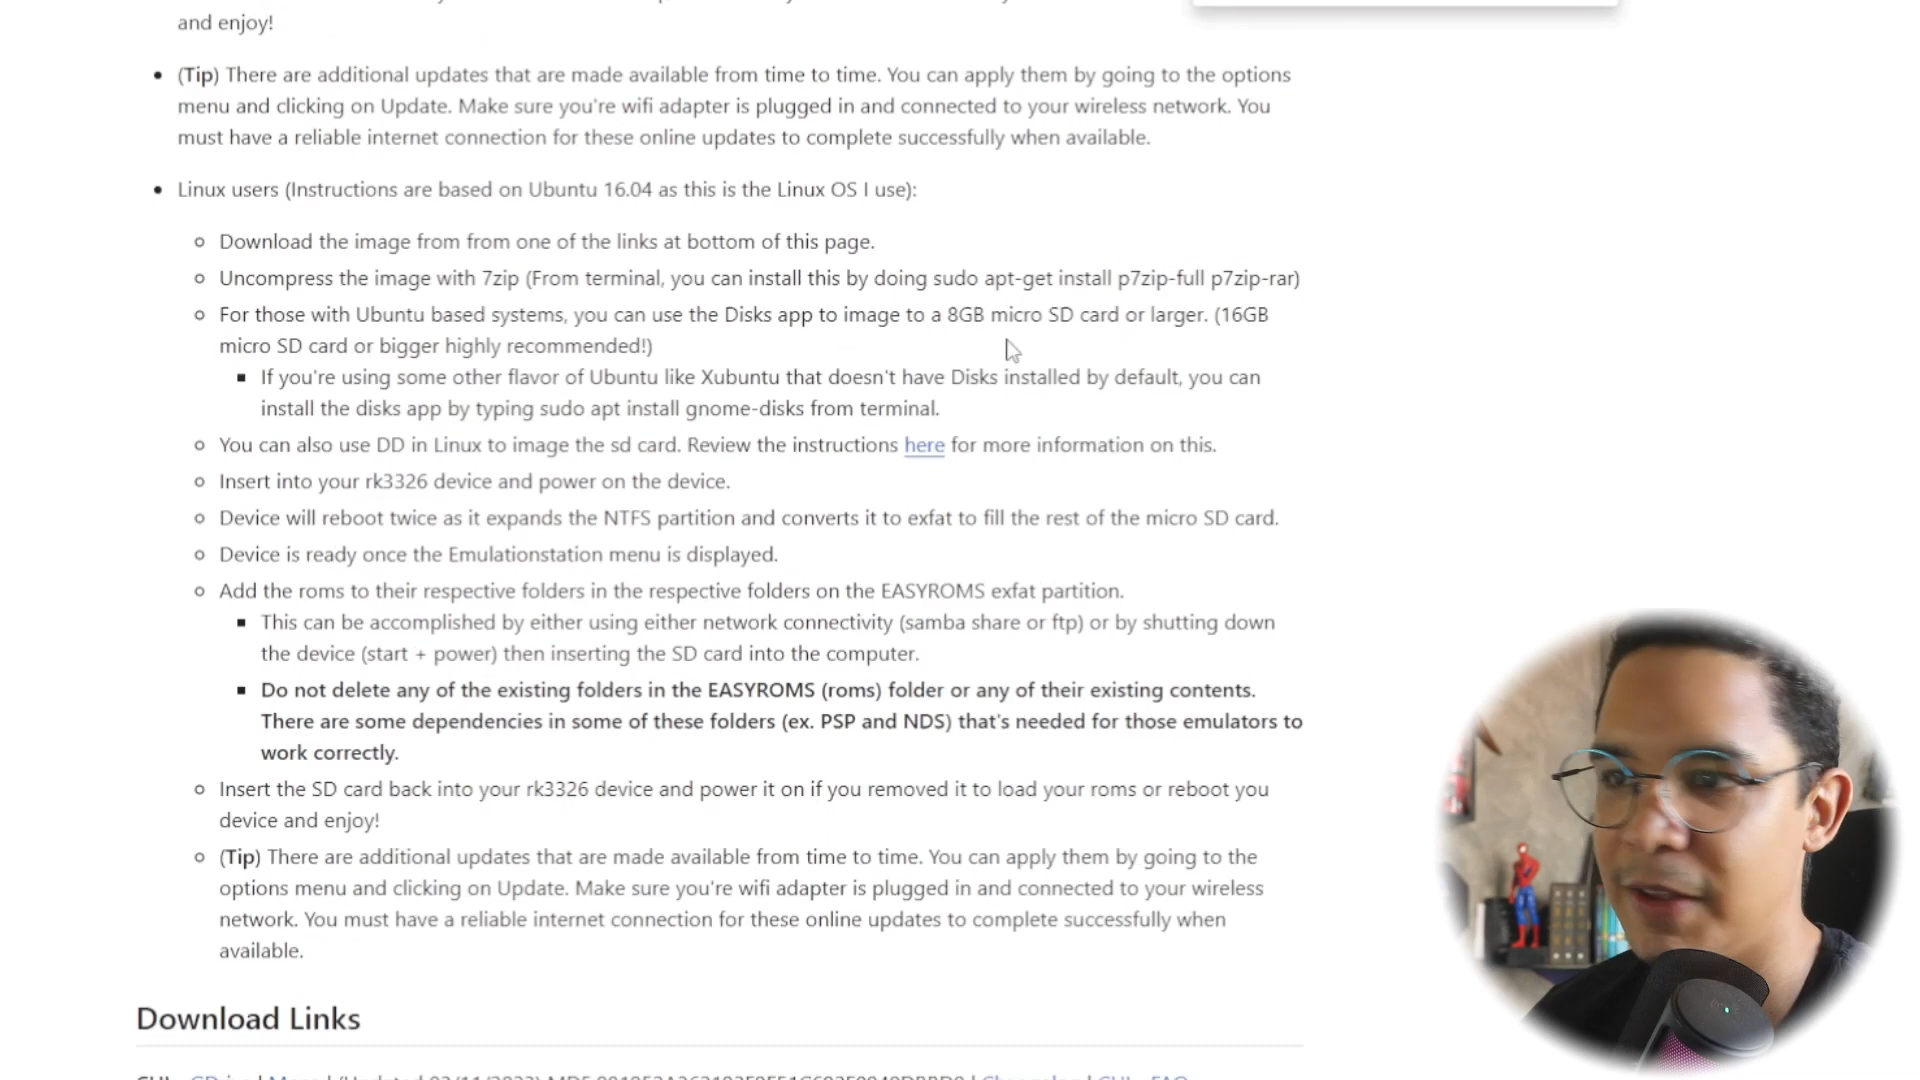 and enjoy!
• (Tip) There are additional updates that are made available from time to time. You can apply them by going to the options
menu and clicking on Update. Make sure you're wifi adapter is plugged in and connected to your wireless network. You
must have a reliable internet connection for these online updates to complete successfully when available.
• Linux users (Instructions are based on Ubuntu 16.04 as this is the Linux OS I use):
○ Download the image from from one of the links at bottom of this page.
○ Uncompress the image with 7zip (From terminal, you can install this by doing sudo apt-get install p7zip-full p7zip-rar)
○ For those with Ubuntu based systems, you can use the Disks app to image to a 8GB micro SD card or larger. (16GB
micro SD card or bigger highly recommended!)
▪ If you're using some other flavor of Ubuntu like Xubuntu that doesn't have Disks installed by default, you can
install the disks app by typing sudo apt install gnome-disks from terminal.
○ You can also use DD in Linux to image the sd card. Review the instructions here for more information on this.
○ Insert into your rk3326 device and power on the device.
○ Device will reboot twice as it expands the NTFS partition and converts it to exfat to fill the rest of the micro SD card.
○ Device is ready once the Emulationstation menu is displayed.
○ Add the roms to their respective folders in the respective folders on the EASYROMS exfat partition.
▪ This can be accomplished by either using either network connectivity (samba share or ftp) or by shutting down
the device (start + power) then inserting the SD card into the computer.
▪ Do not delete any of the existing folders in the EASYROMS (roms) folder or any of their existing contents.
There are some dependencies in some of these folders (ex. PSP and NDS) that's needed for those emulators to
work correctly.
○ Insert the SD card back into your rk3326 device and power it on if you removed it to load your roms or reboot you
device and enjoy!
○ (Tip) There are additional updates that are made available from time to time. You can apply them by going to the
options menu and clicking on Update. Make sure you're wifi adapter is plugged in and connected to your wireless
network. You must have a reliable internet connection for these online updates to complete successfully when
available.
Download Links